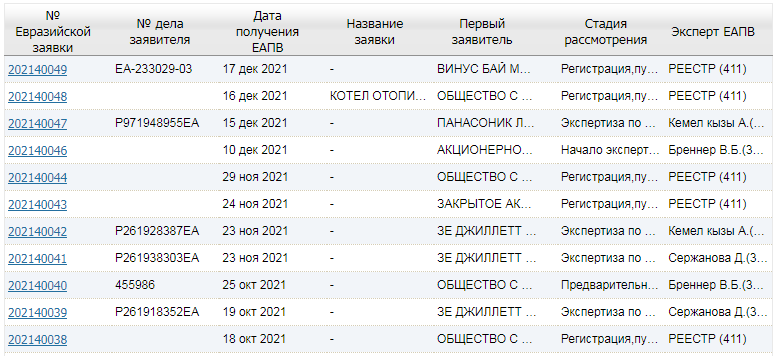 № Евразийской заявки	№ дела заявителя	Дата получения ЕАПВ	Название заявки	Первый заявитель	Стадия рассмотрения	Эксперт ЕАПВ
202140049	EA-233029-03	17 дек 2021	-	ВИНУС БАЙ М…	Регистрация,пу…	РЕЕСТР (411)
202140048		16 дек 2021	КОТЕЛ ОТОПИ…	ОБЩЕСТВО С …	Регистрация,пу…	РЕЕСТР (411)
202140047	P971948955EA	15 дек 2021	-	ПАНАСОНИК Л…	Экспертиза по …	Кемел кызы А.(3…
202140046		10 дек 2021	-	АКЦИОНЕРНО…	Начало эксперт…	Бреннер В.Б.(3…
202140044		29 ноя 2021	-	ОБЩЕСТВО С …	Регистрация,пу…	РЕЕСТР (411)
202140043		24 ноя 2021	-	ЗАКРЫТОЕ АК…	Регистрация,пу…	РЕЕСТР (411)
202140042	P261928387EA	23 ноя 2021	-	ЗЕ ДЖИЛЛЕТТ …	Экспертиза по …	Кемел кызы А.(3…
202140041	P261938303EA	23 ноя 2021	-	ЗЕ ДЖИЛЛЕТТ …	Экспертиза по …	Сержанова Д.(3…
202140040	455986	25 окт 2021	-	ОБЩЕСТВО С …	Предварительн…	Бреннер В.Б.(3…
202140039	P261918352EA	19 окт 2021	-	ЗЕ ДЖИЛЛЕТТ …	Экспертиза по …	Сержанова Д.(3…
202140038		18 окт 2021	-	ОБЩЕСТВО С …	Регистрация,пу…	РЕЕСТР (411)